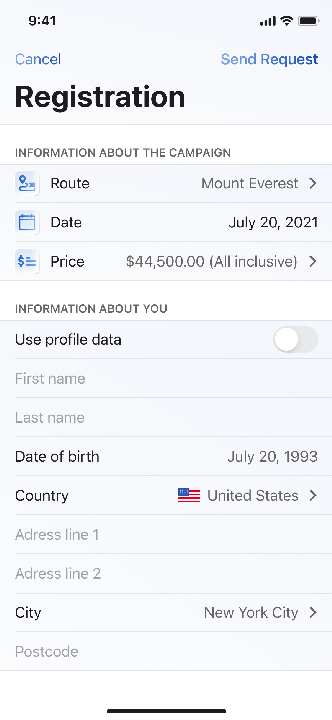 9:41
Cancel Send Request
Registration
INFORMATION ABOUT THE CAMPAIGN
Route Mount Everest
Date July 20, 2021
Price $44,500.00 (All inclusive)
INFORMATION ABOUT YOU
Use profile data
First name
Last name
Date of birth July 20, 1993
Country United States
Adress line 1
Adress line 2
City New York City
Postcode